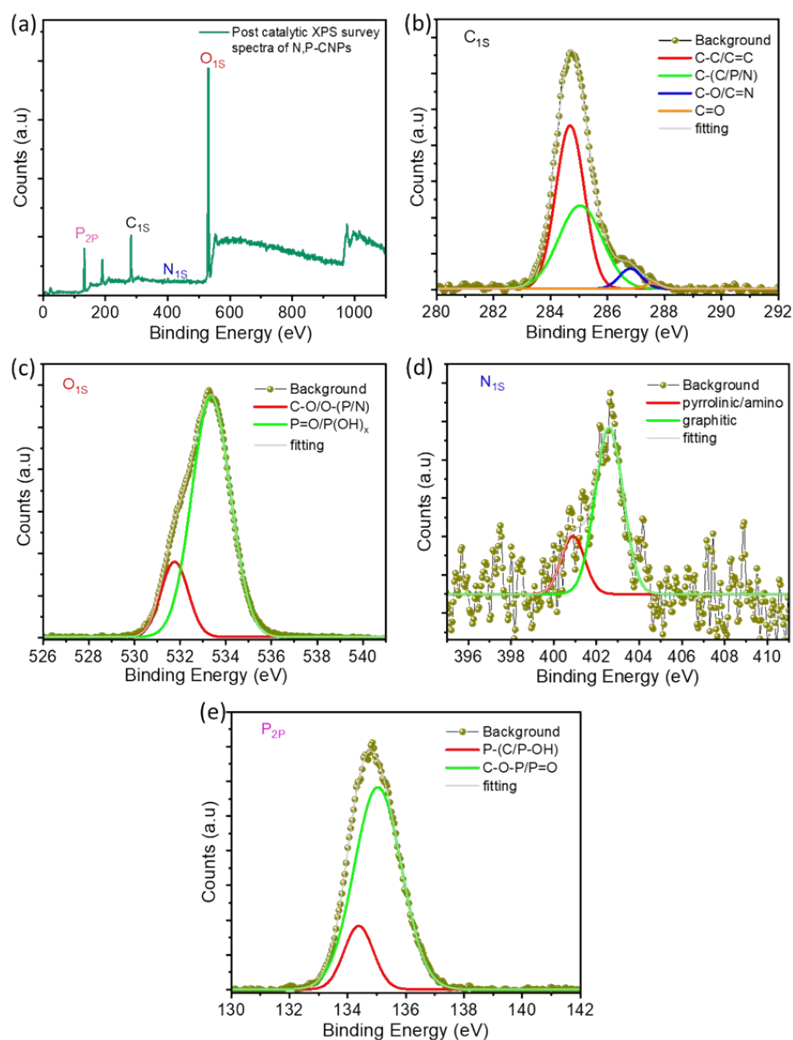 (a)
Post catalytic XPS survey
spectra of N,P-CNPs
O1S
P2P
C1S
N1S
Counts (a.u)
0 200 400 600 800 1000
Binding Energy (eV)
(b)
C1S
Background
C-C/C=C
C-(C/P/N)
C-O/C=N
C=O
fitting
Counts (a.u)
280 282 284 286 288 290 292
Binding Energy (eV)
(c)
O1S
Background
C-O/O-(P/N)
P=O/P(OH)x
fitting
Counts (a.u)
526 528 530 532 534 536 538 540
Binding Energy (eV)
(d)
N1S
Background
pyrrolinic/amino
graphitic
fitting
Counts (a.u)
396 398 400 402 404 406 408 410
Binding Energy (eV)
(e)
P2P
Background
P-(C/P-OH)
C-O-P/P=O
fitting
Counts (a.u)
130 132 134 136 138 140 142
Binding Energy (eV)